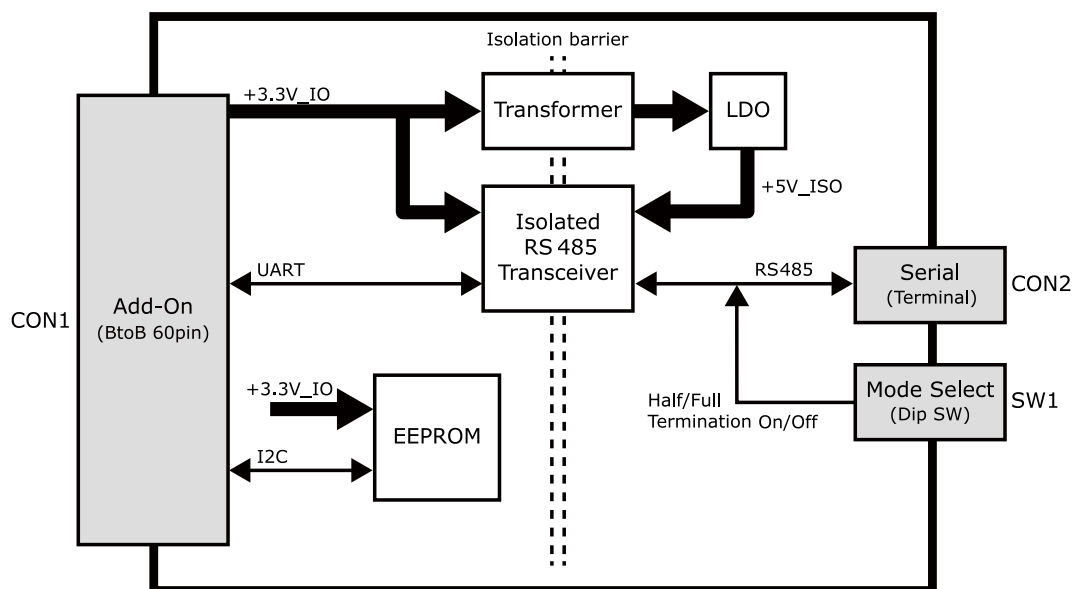 Isolation barrier
+3.3V_IO
Transformer
LDO
+5V_ISO
Isolated
RS 485
Transceiver
UART
RS485
Serial
(Terminal)
CON2
CON1
Add-On
(BtoB 60pin)
Mode Select
(Dip SW)
SW1
Half/Full
Termination On/Off
+3.3V_IO
EEPROM
I2C